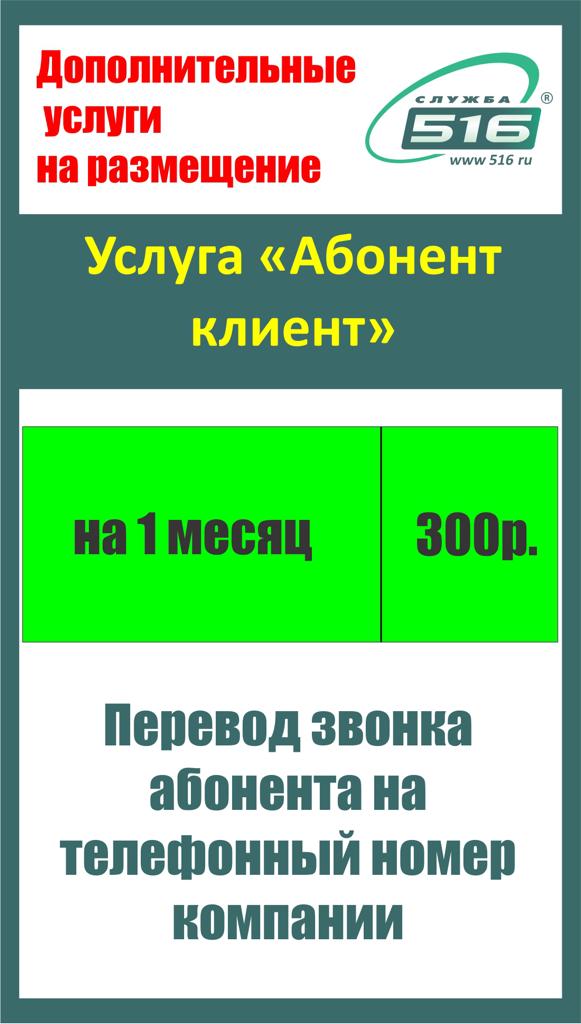 Дополнительные
услуги
на размещение
СЛУЖБА
516®
www 516 ru
Услуга «Абонент
клиент»
на 1 месяц 300р.
Перевод звонка
абонента на
телефонный номер
компании